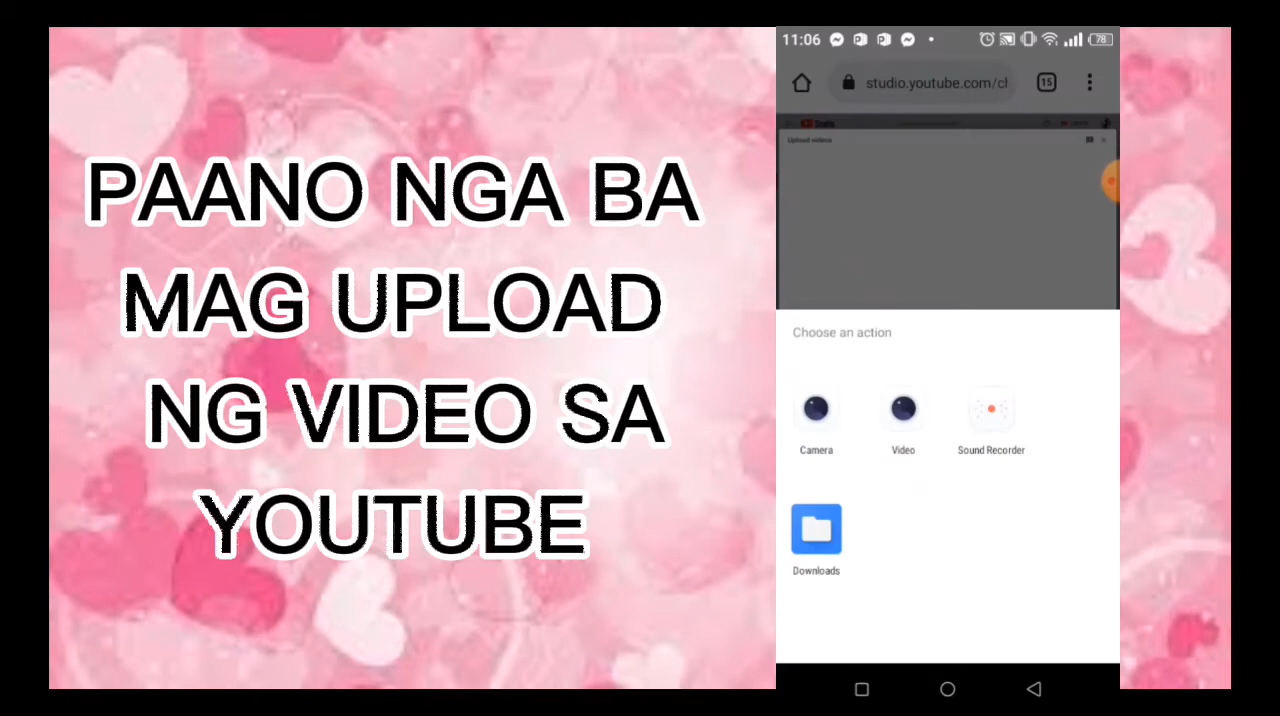 PAANO NGA BA
MAG UPLOAD
NG VIDEO SA
YOUTUBE
11:06
78
studio.youtube.com/cl
15
Upload videos
Choose an action
Camera
Video
Sound Recorder
Downloads